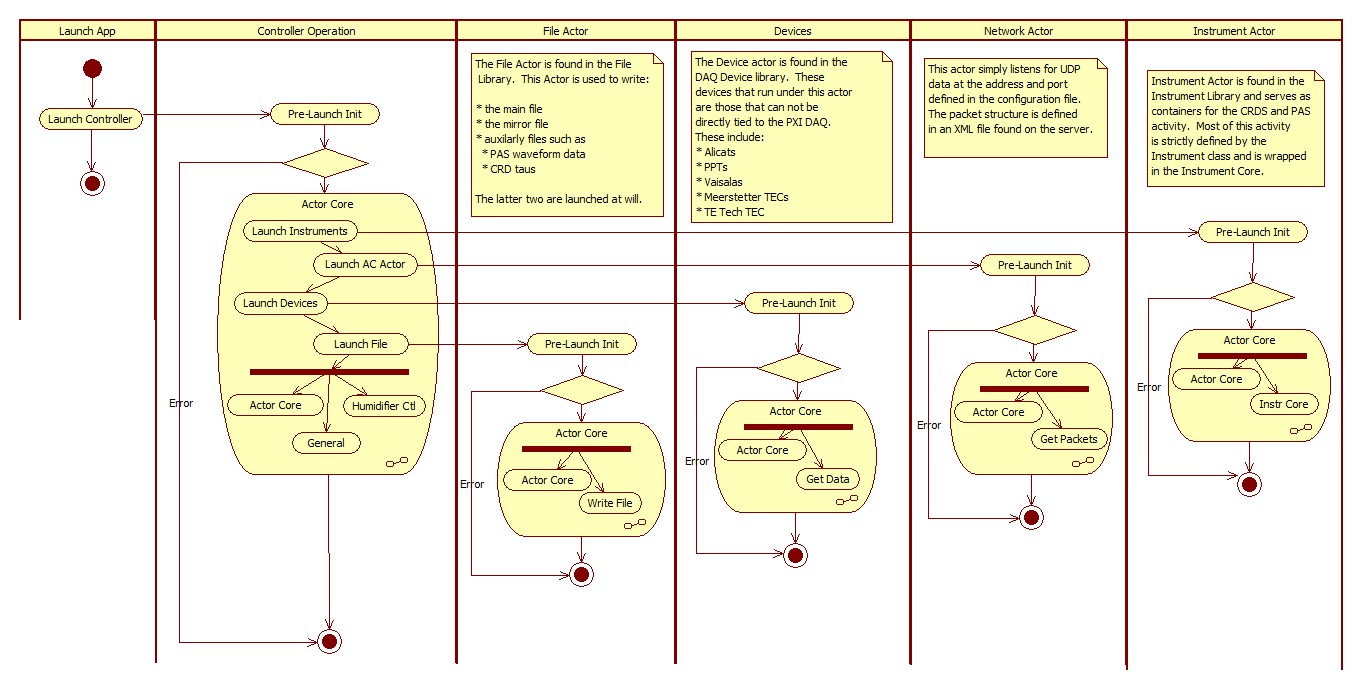 Launch App
Controller Operation
File Actor
Devices
Network Actor
Instrument Actor
Launch Controller
Pre-Launch Init
Error
Actor Core
Launch Instruments
Launch AC Actor
Launch Devices
Launch File
Actor Core
Humidifier Ctl
General
The File Actor is found in the File
Library. This Actor is used to write:
* the main file
* the mirror file
* auxilarly files such as
* PAS waveform data
* CRD taus
The latter two are launched at will.
Pre-Launch Init
Error
Actor Core
Actor Core
Write File
The Device actor is found in the
DAQ Device library. These
devices that run under this actor
are those that can not be
directly tied to the PXI DAQ.
These include:
* Alicats
* PPTs
* Vaisalas
* Meerstetter TECs
* TE Tech TEC
Pre-Launch Init
Error
Actor Core
Actor Core
Get Data
This actor simply listens for UDP
data at the address and port
defined in the configuration file.
The packet structure is defined
in an XML file found on the server.
Pre-Launch Init
Error
Actor Core
Actor Core
Get Packets
Instrument Actor is found in the
Instrument Library and serves as
containers for the CRDS and PAS
activity. Most of this activity
is strictly defined by the
Instrument class and is wrapped
in the Instrument Core.
Pre-Launch Init
Error
Actor Core
Actor Core
Instr Core